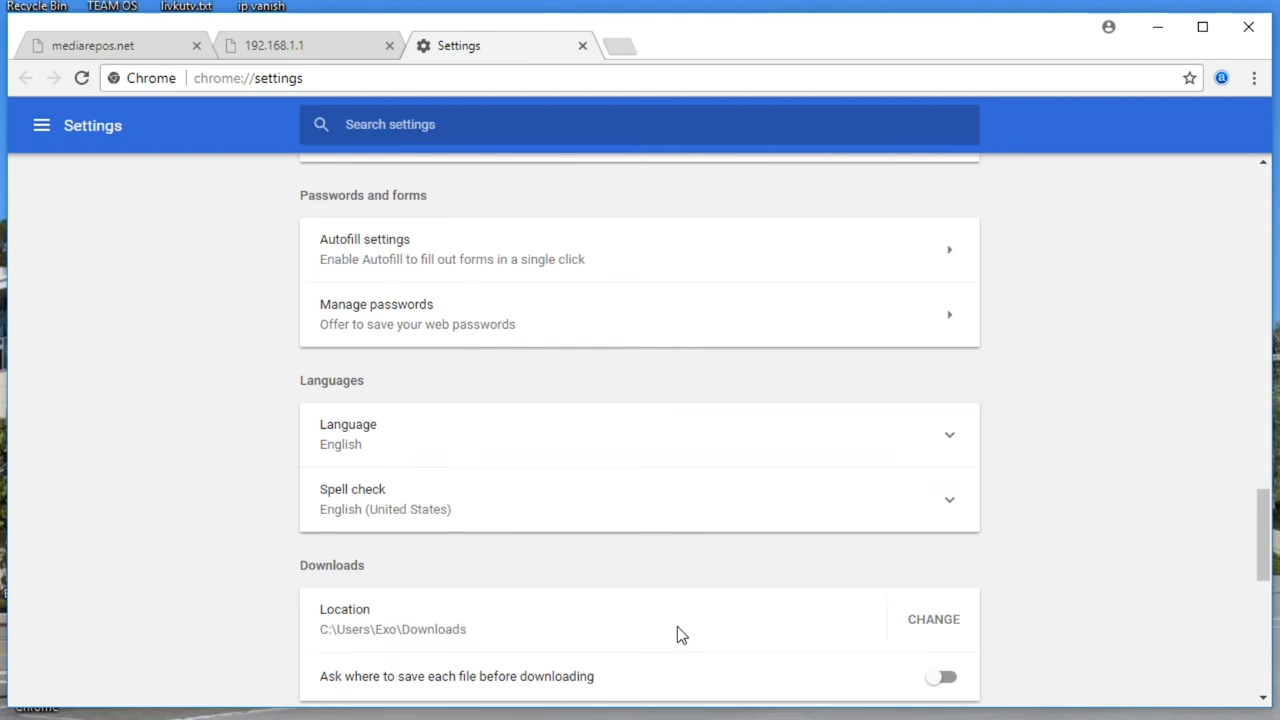 Recycle Bin TEAM OS livkutv.txt ip vanish
mediarepos.net 192.168.1.1 Settings
Chrome chrome://settings
Settings Search settings
Passwords and forms
Autofill settings
Enable Autofill to fill out forms in a single click
Manage passwords
Offer to save your web passwords
Languages
Language
English
Spell check
English (United States)
Downloads
Location
C:\Users\Exo\Downloads
CHANGE
Ask where to save each file before downloading
Chrome